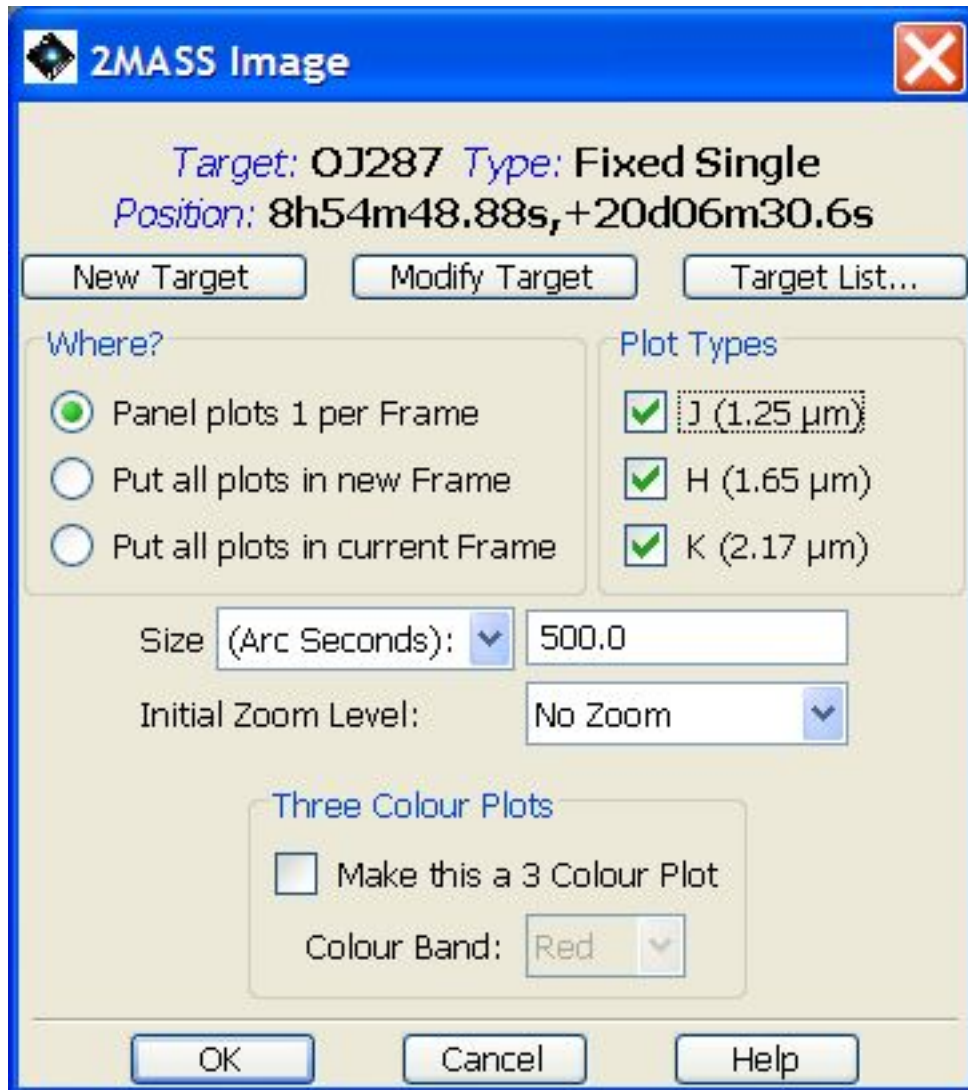 2MASS Image
Target: OJ287 Type: Fixed Single
Position: 8h54m48.88s,+20d06m30.6s
New Target Modify Target Target List...
Where?
Panel plots 1 per Frame
Put all plots in new Frame
Put all plots in current Frame
Plot Types
J (1.25 µm)
H (1.65 µm)
K (2.17 µm)
Size (Arc Seconds): 500.0
Initial Zoom Level: No Zoom
Three Colour Plots
Make this a 3 Colour Plot
Colour Band: Red
OK Cancel Help